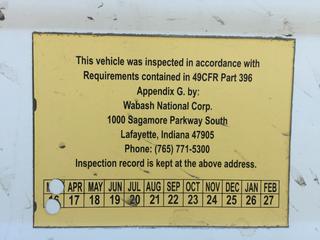 This vehicle was inspected in accordance with
Requirements contained in 49CFR Part 396
Appendix G. by:
Wabash National Corp.
1000 Sagamore Parkway South
Lafayette, Indiana 47905
Phone: (765) 771-5300
Inspection record is kept at the above address.
APR MAY JUN JUL AUG SEP OCT NOV DEC JAN FEB
17 18 19 20 21 22 23 24 25 26 27